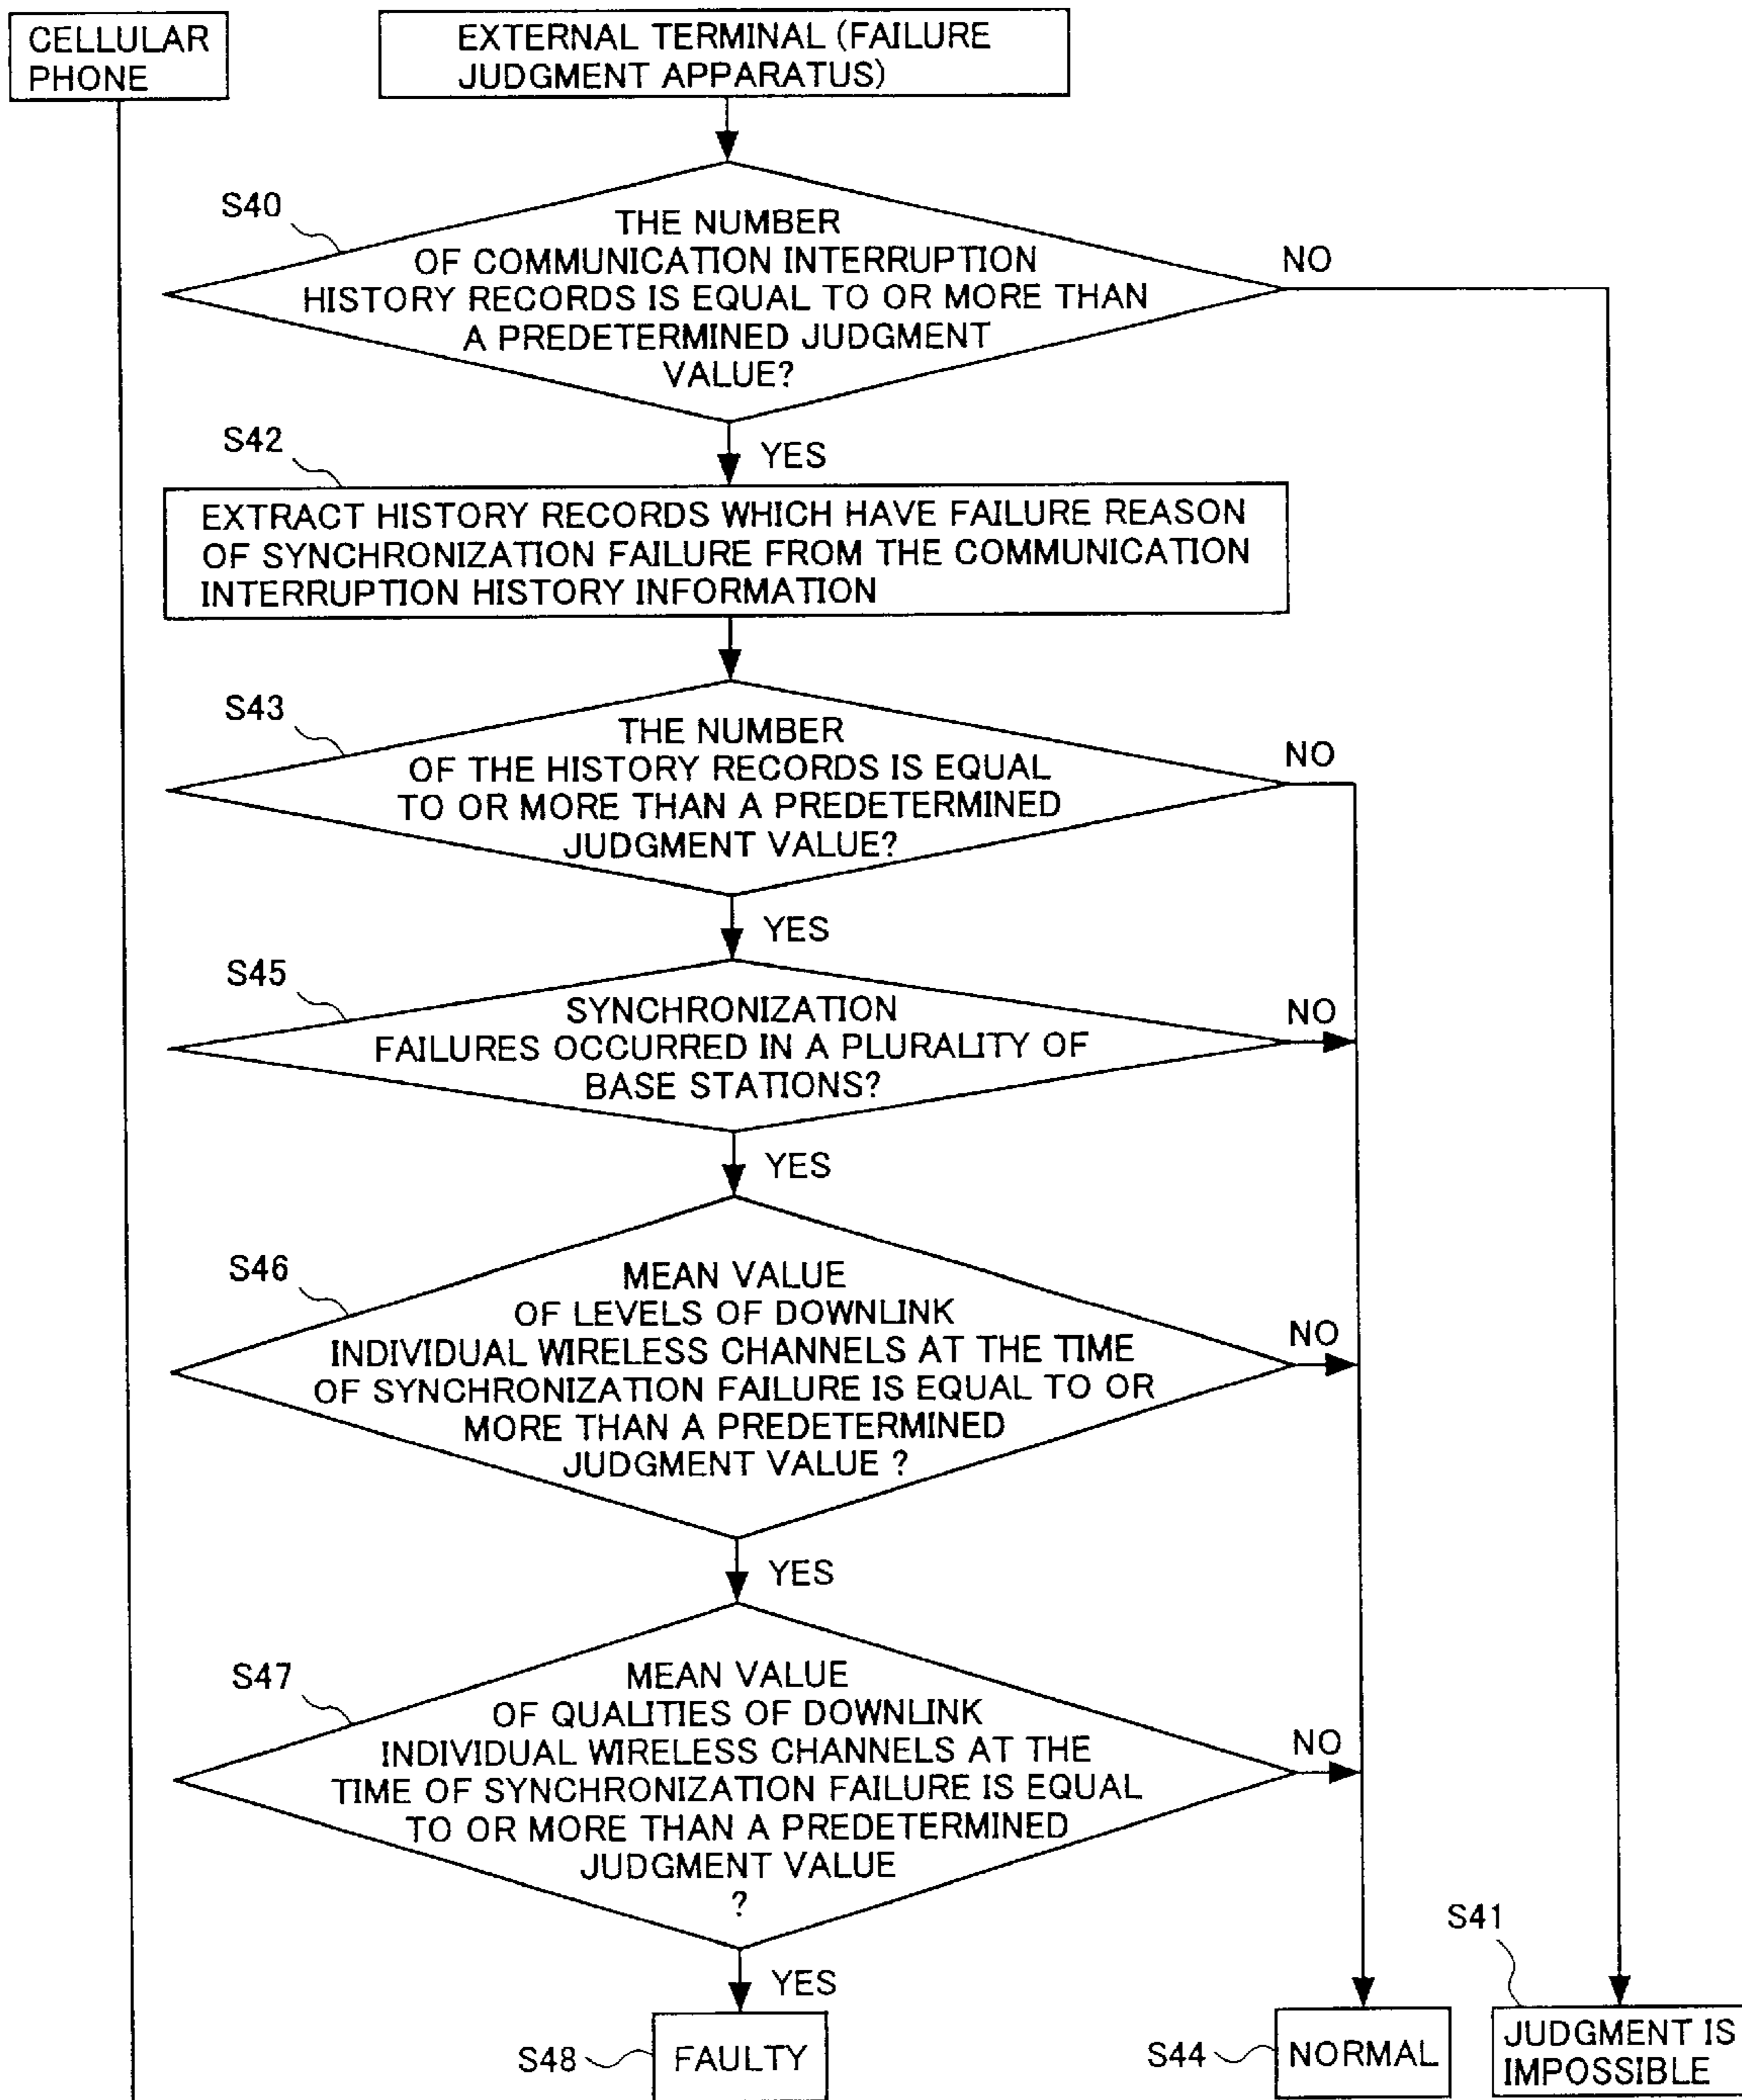 CELLULAR
PHONE
EXTERNAL TERMINAL (FAILURE
JUDGMENT APPARATUS)
S40
THE NUMBER
OF COMMUNICATION INTERRUPTION
HISTORY RECORDS IS EQUAL TO OR MORE THAN
A PREDETERMINED JUDGMENT
VALUE?
NO
YES
S42
EXTRACT HISTORY RECORDS WHICH HAVE FAILURE REASON
OF SYNCHRONIZATION FAILURE FROM THE COMMUNICATION
INTERRUPTION HISTORY INFORMATION
S43
THE NUMBER
OF THE HISTORY RECORDS IS EQUAL
TO OR MORE THAN A PREDETERMINED
JUDGMENT VALUE?
NO
YES
S45
SYNCHRONIZATION
FAILURES OCCURRED IN A PLURALITY OF
BASE STATIONS?
NO
YES
S46
MEAN VALUE
OF LEVELS OF DOWNLINK
INDIVIDUAL WIRELESS CHANNELS AT THE TIME
OF SYNCHRONIZATION FAILURE IS EQUAL TO OR
MORE THAN A PREDETERMINED
JUDGMENT VALUE ?
NO
YES
S47
MEAN VALUE
OF QUALITIES OF DOWNLINK
INDIVIDUAL WIRELESS CHANNELS AT THE
TIME OF SYNCHRONIZATION FAILURE IS EQUAL
TO OR MORE THAN A PREDETERMINED
JUDGMENT VALUE
?
NO
YES
S48
FAULTY
S44
NORMAL
S41
JUDGMENT IS
IMPOSSIBLE